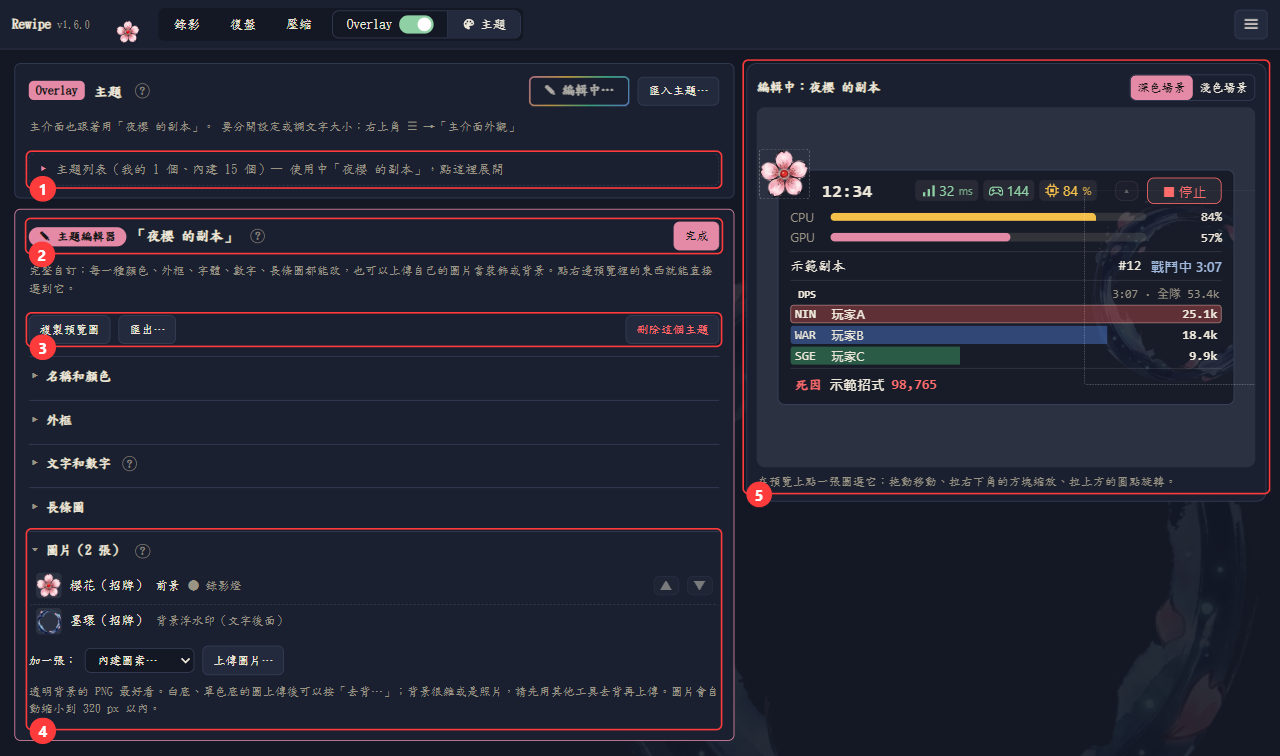 Rewipe v1.6.0 錄影 復盤 壓縮 Overlay 主題
Overlay 主題 ? ✎ 編輯中… 匯入主題…
主介面也跟著用「夜櫻 的副本」。 要分開設定或調文字大小：右上角 ☰ →「主介面外觀」
▸ 主題列表（我的 1 個、內建 15 個）— 使用中「夜櫻 的副本」，點這裡展開
1
✎ 主題編輯器 「夜櫻 的副本」 ? 完成
2
完整自訂：每一種顏色、外框、字體、數字、長條圖都能改，也可以上傳自己的圖片當裝飾或背景。點右邊預覽裡的東西就能直接
選到它。
複製預覽圖 匯出… 刪除這個主題
3
▸ 名稱和顏色
▸ 外框
▸ 文字和數字 ?
▸ 長條圖
▾ 圖片（2 張） ?
櫻花（招牌） 前景 ● 錄影燈 ▲ ▼
墨環（招牌） 背景浮水印（文字後面）
加一張： 內建圖案… 上傳圖片…
透明背景的 PNG 最好看。白底、單色底的圖上傳後可以按「去背…」；背景很雜或是照片，請先用其他工具去背再上傳。圖片會自
動縮小到 320 px 以內。
4
編輯中：夜櫻 的副本 深色場景 淺色場景
12:34 32 ms 144 84 % ▲ ■ 停止
CPU 84%
GPU 57%
示範副本 #12 戰鬥中 3:07
DPS 3:07 · 全隊 53.4k
NIN 玩家A 25.1k
WAR 玩家B 18.4k
SGE 玩家C 9.9k
死因 示範招式 98,765
在預覽上點一張圖選它：拖動移動、拉右下角的方塊縮放、拉上方的圓點旋轉。
5